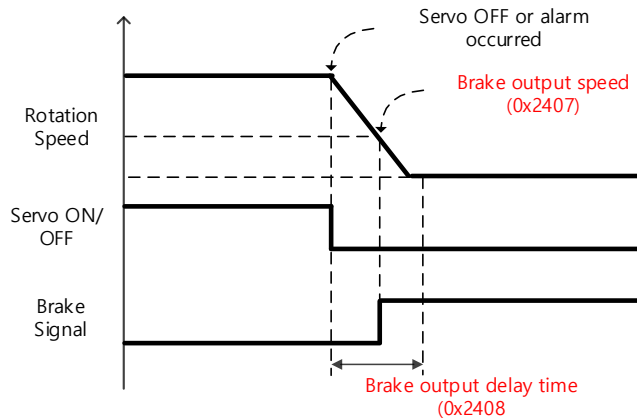 Servo OFF or alarm
occurred
Brake output speed
(0x2407)
Rotation
Speed
Servo ON/
OFF
Brake
Signal
Brake output delay time
(0x2408